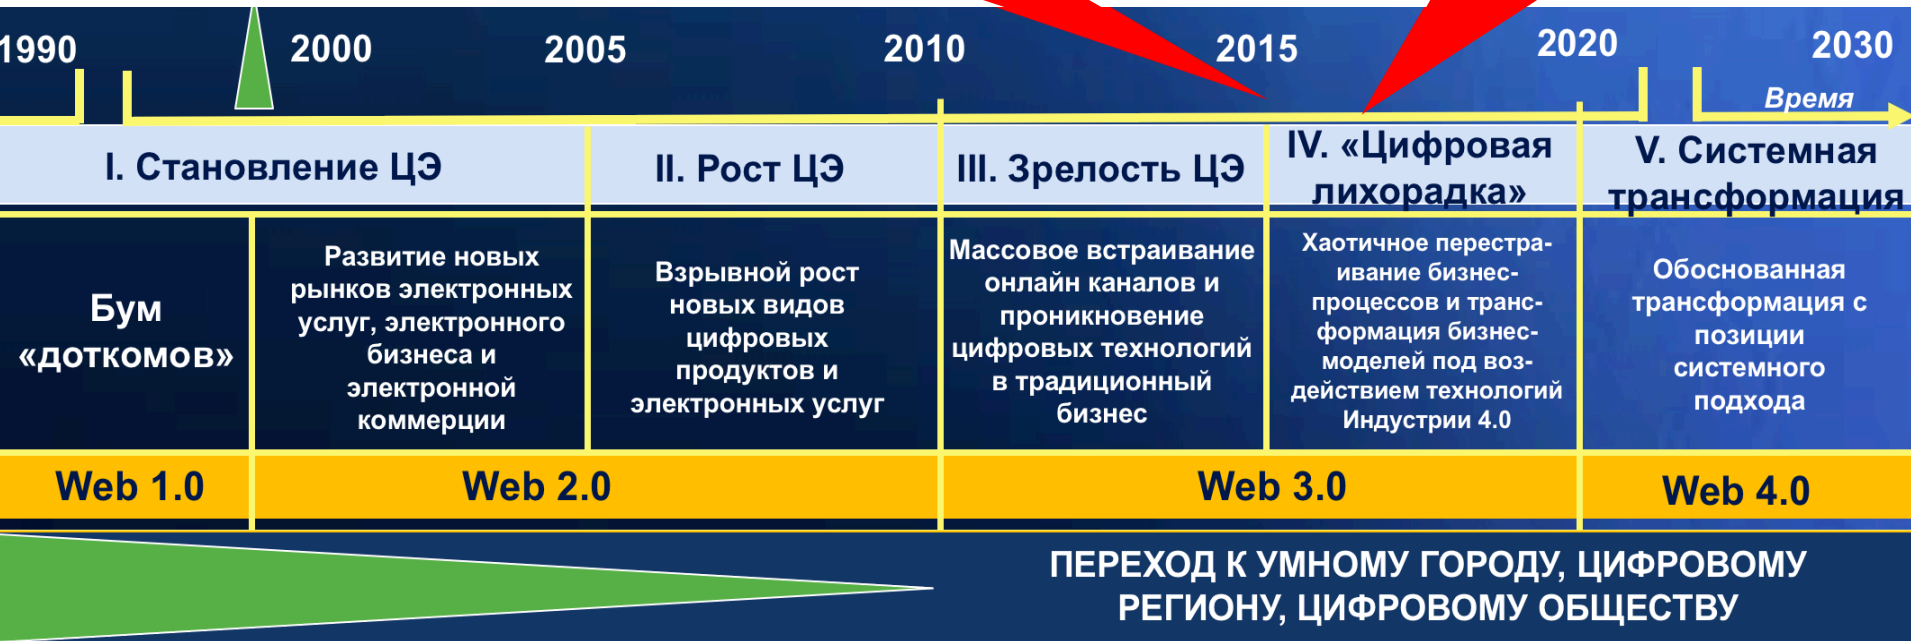 1990 2000 2005 2010 2015 2020 2030
Время
I. Становление ЦЭ
II. Рост ЦЭ
III. Зрелость ЦЭ
IV. «Цифровая
лихорадка»
V. Системная
трансформация
Бум
«доткомов»
Развитие новых
рынков электронных
услуг, электронного
бизнеса и
электронной
коммерции
Взрывной рост
новых видов
цифровых
продуктов и
электронных услуг
Массовое встраивание
онлайн каналов и
проникновение
цифровых технологий
в традиционный
бизнес
Хаотичное перестра-
ивание бизнес-
процессов и транс-
формация бизнес-
моделей под воз-
действием технологий
Индустрии 4.0
Обоснованная
трансформация с
позиции
системного
подхода
Web 1.0
Web 2.0
Web 3.0
Web 4.0
ПЕРЕХОД К УМНОМУ ГОРОДУ, ЦИФРОВОМУ
РЕГИОНУ, ЦИФРОВОМУ ОБЩЕСТВУ